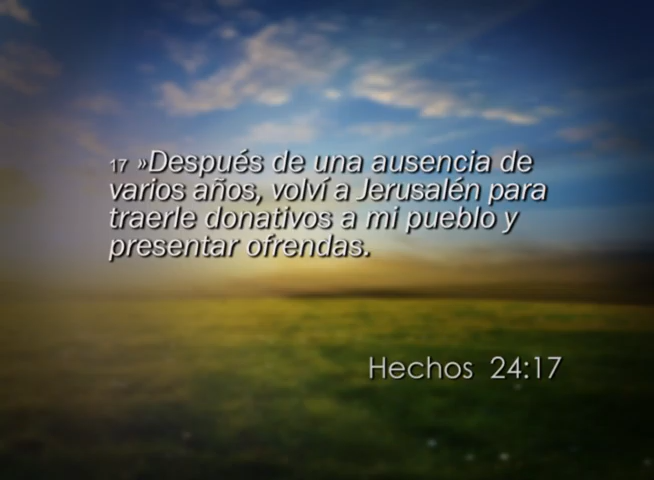 17 »Después de una ausencia de
varios años, volví a Jerusalén para
traerle donativos a mi pueblo y
presentar ofrendas.
Hechos 24:17